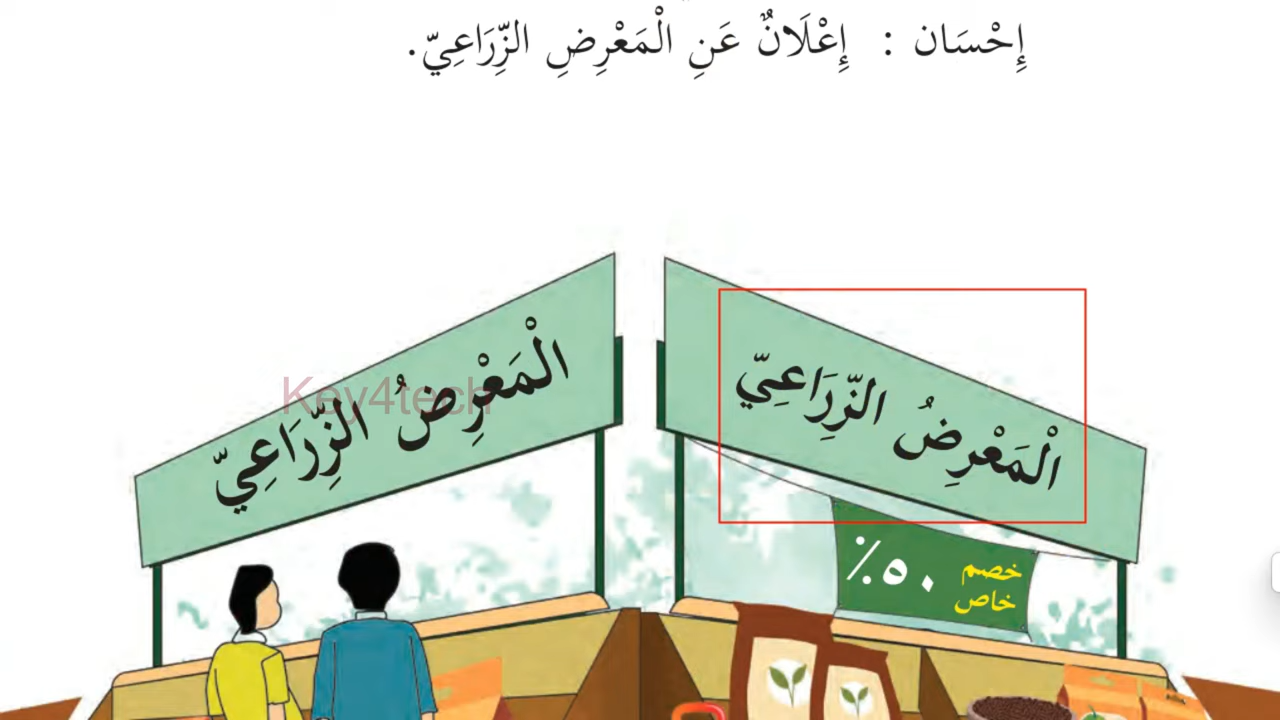 إِحْسَان : إِعْلَانٌ عَنِ الْمَعْرِضِ الزِّرَاعِيّ.
الْمَعْرِضُ الزِّرَاعِيّ
الْمَعْرِضُ الزِّرَاعِيّ
Key4tech
خصم
خاص
٥٠٪